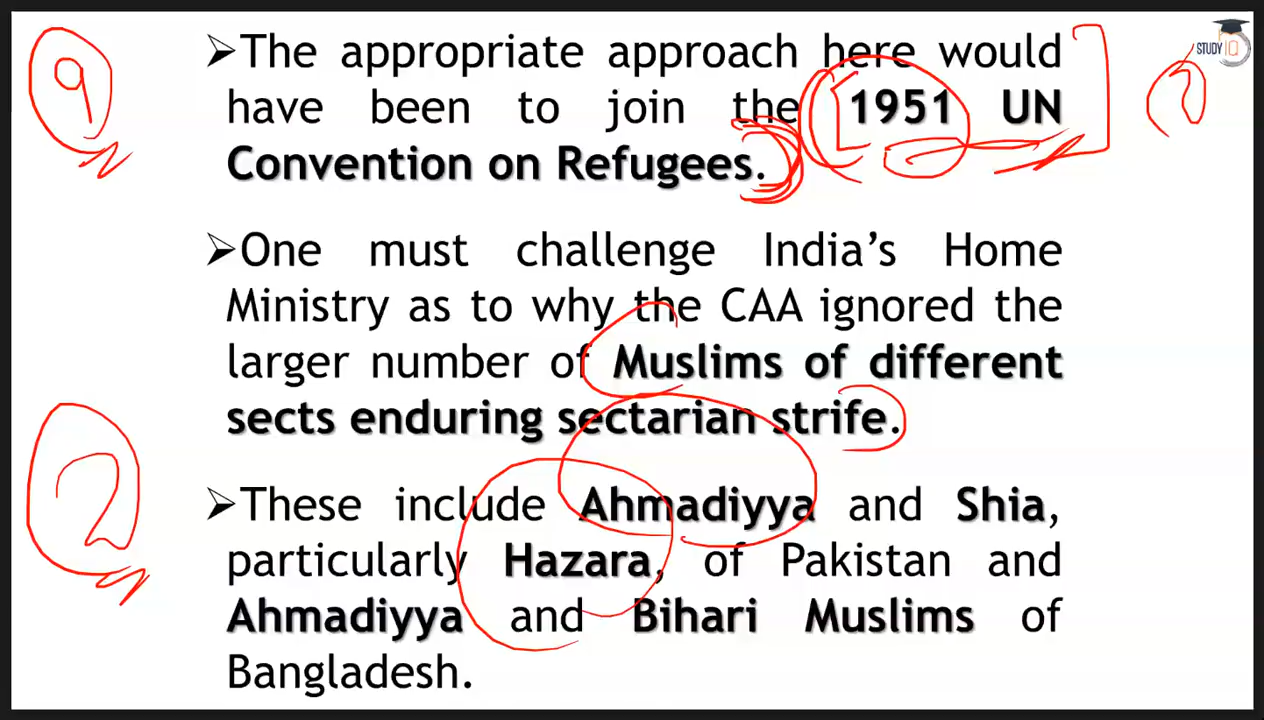 STUDY IQ
➢The appropriate approach here would
have been to join the 1951 UN
Convention on Refugees.
➢One must challenge India’s Home
Ministry as to why the CAA ignored the
larger number of Muslims of different
sects enduring sectarian strife.
➢These include Ahmadiyya and Shia,
particularly Hazara, of Pakistan and
Ahmadiyya and Bihari Muslims of
Bangladesh.
9
2